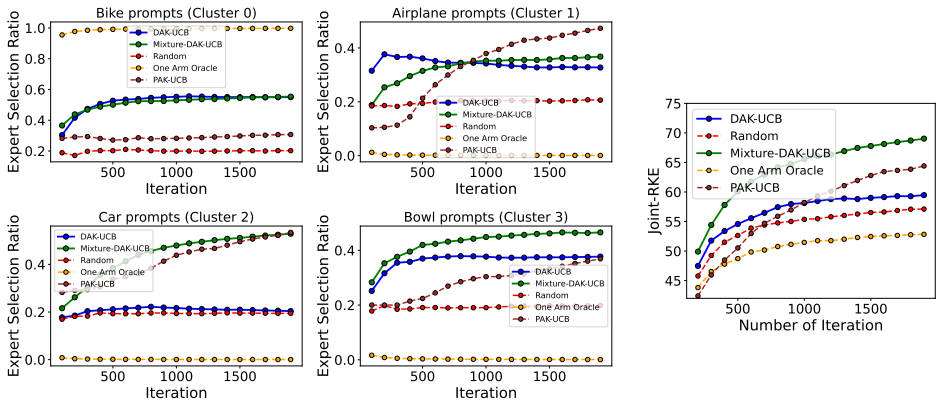 Bike prompts (Cluster 0)
Expert Selection Ratio
1.0
0.8
0.6
0.4
0.2
DAK-UCB
Mixture-DAK-UCB
Random
One Arm Oracle
PAK-UCB
500
1000
1500
Iteration
Airplane prompts (Cluster 1)
Expert Selection Ratio
0.4
0.2
0.0
DAK-UCB
Mixture-DAK-UCB
Random
One Arm Oracle
PAK-UCB
500
1000
1500
Iteration
Car prompts (Cluster 2)
Expert Selection Ratio
0.4
0.2
0.0
DAK-UCB
Mixture-DAK-UCB
Random
One Arm Oracle
PAK-UCB
500
1000
1500
Iteration
Bowl prompts (Cluster 3)
Expert Selection Ratio
0.4
0.2
0.0
DAK-UCB
Mixture-DAK-UCB
Random
One Arm Oracle
PAK-UCB
500
1000
1500
Iteration
Joint-RKE
75
70
65
60
55
50
45
DAK-UCB
Random
Mixture-DAK-UCB
One Arm Oracle
PAK-UCB
500
1000
1500
Number of Iteration